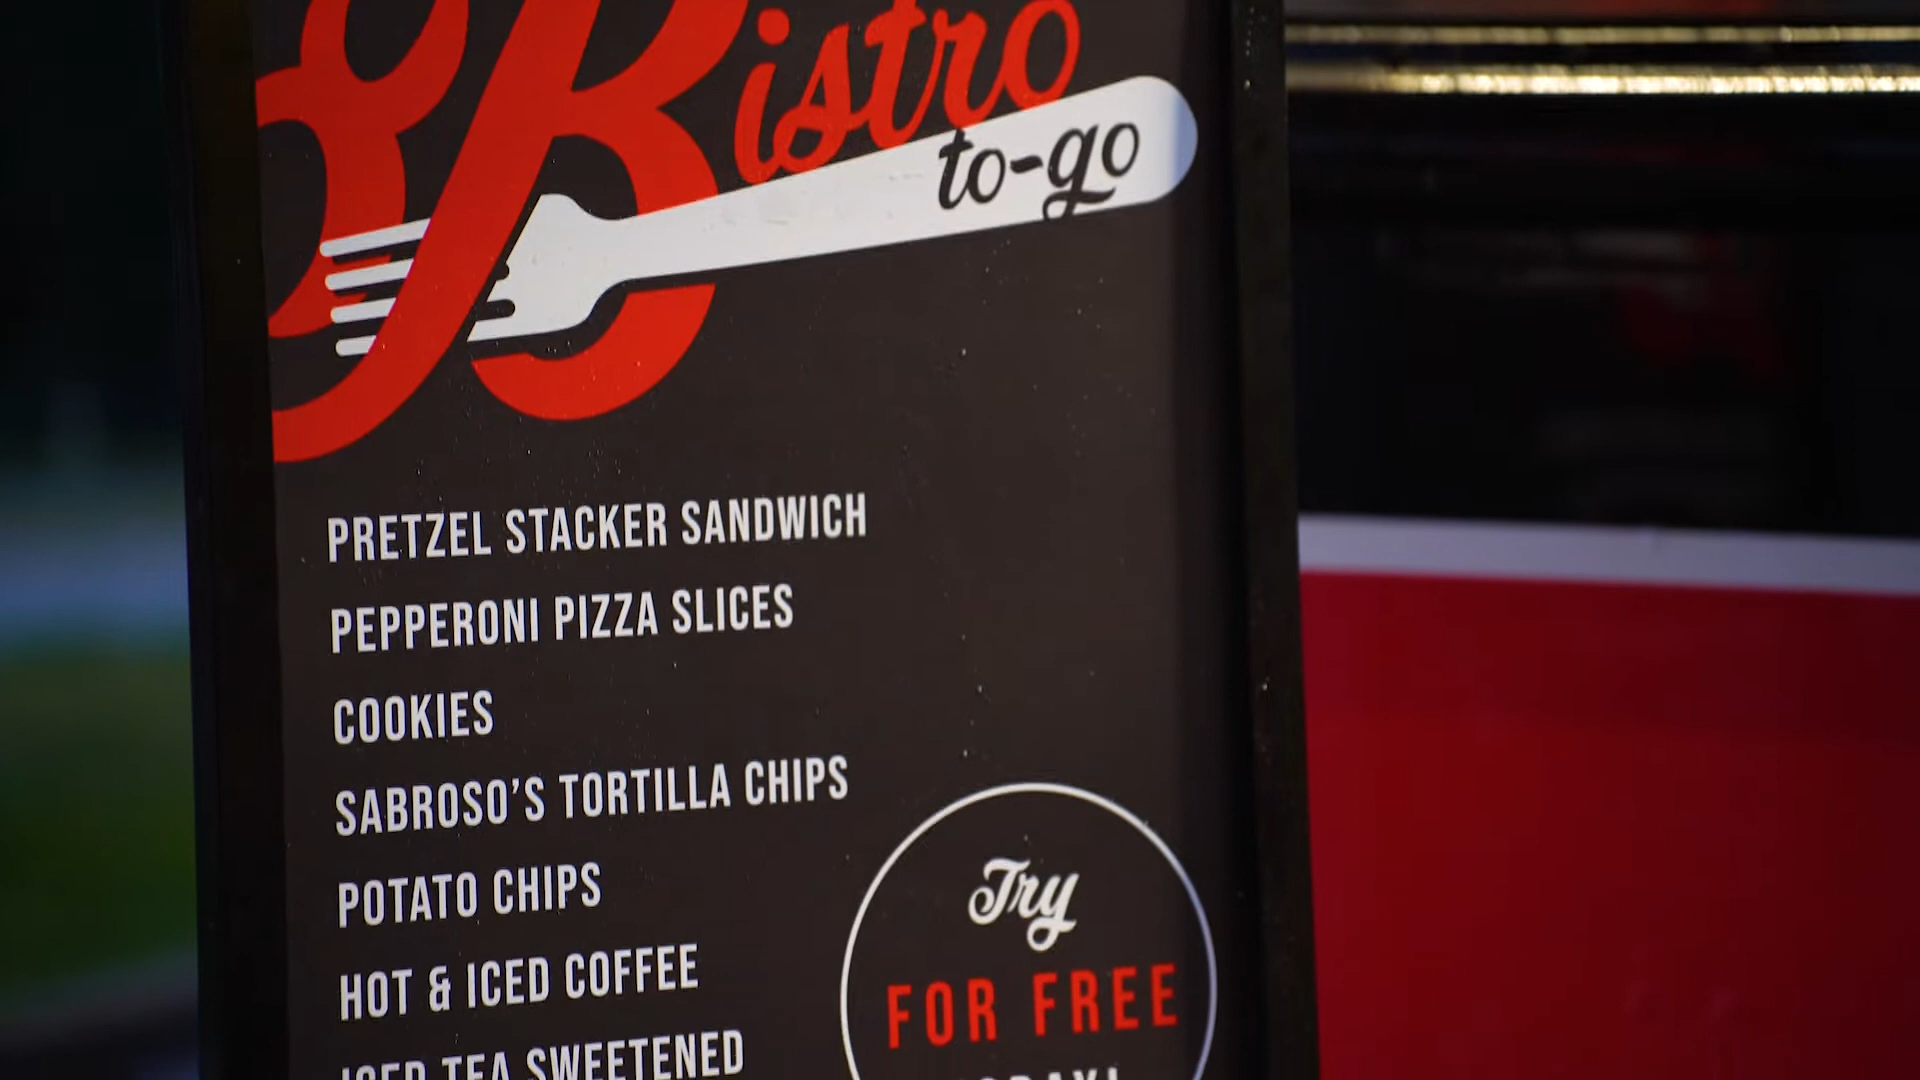 Bistro
to-go
PRETZEL STACKER SANDWICH
PEPPERONI PIZZA SLICES
COOKIES
SABROSO'S TORTILLA CHIPS
POTATO CHIPS
HOT & ICED COFFEE
ICED TEA SWEETENED
Try
FOR FREE